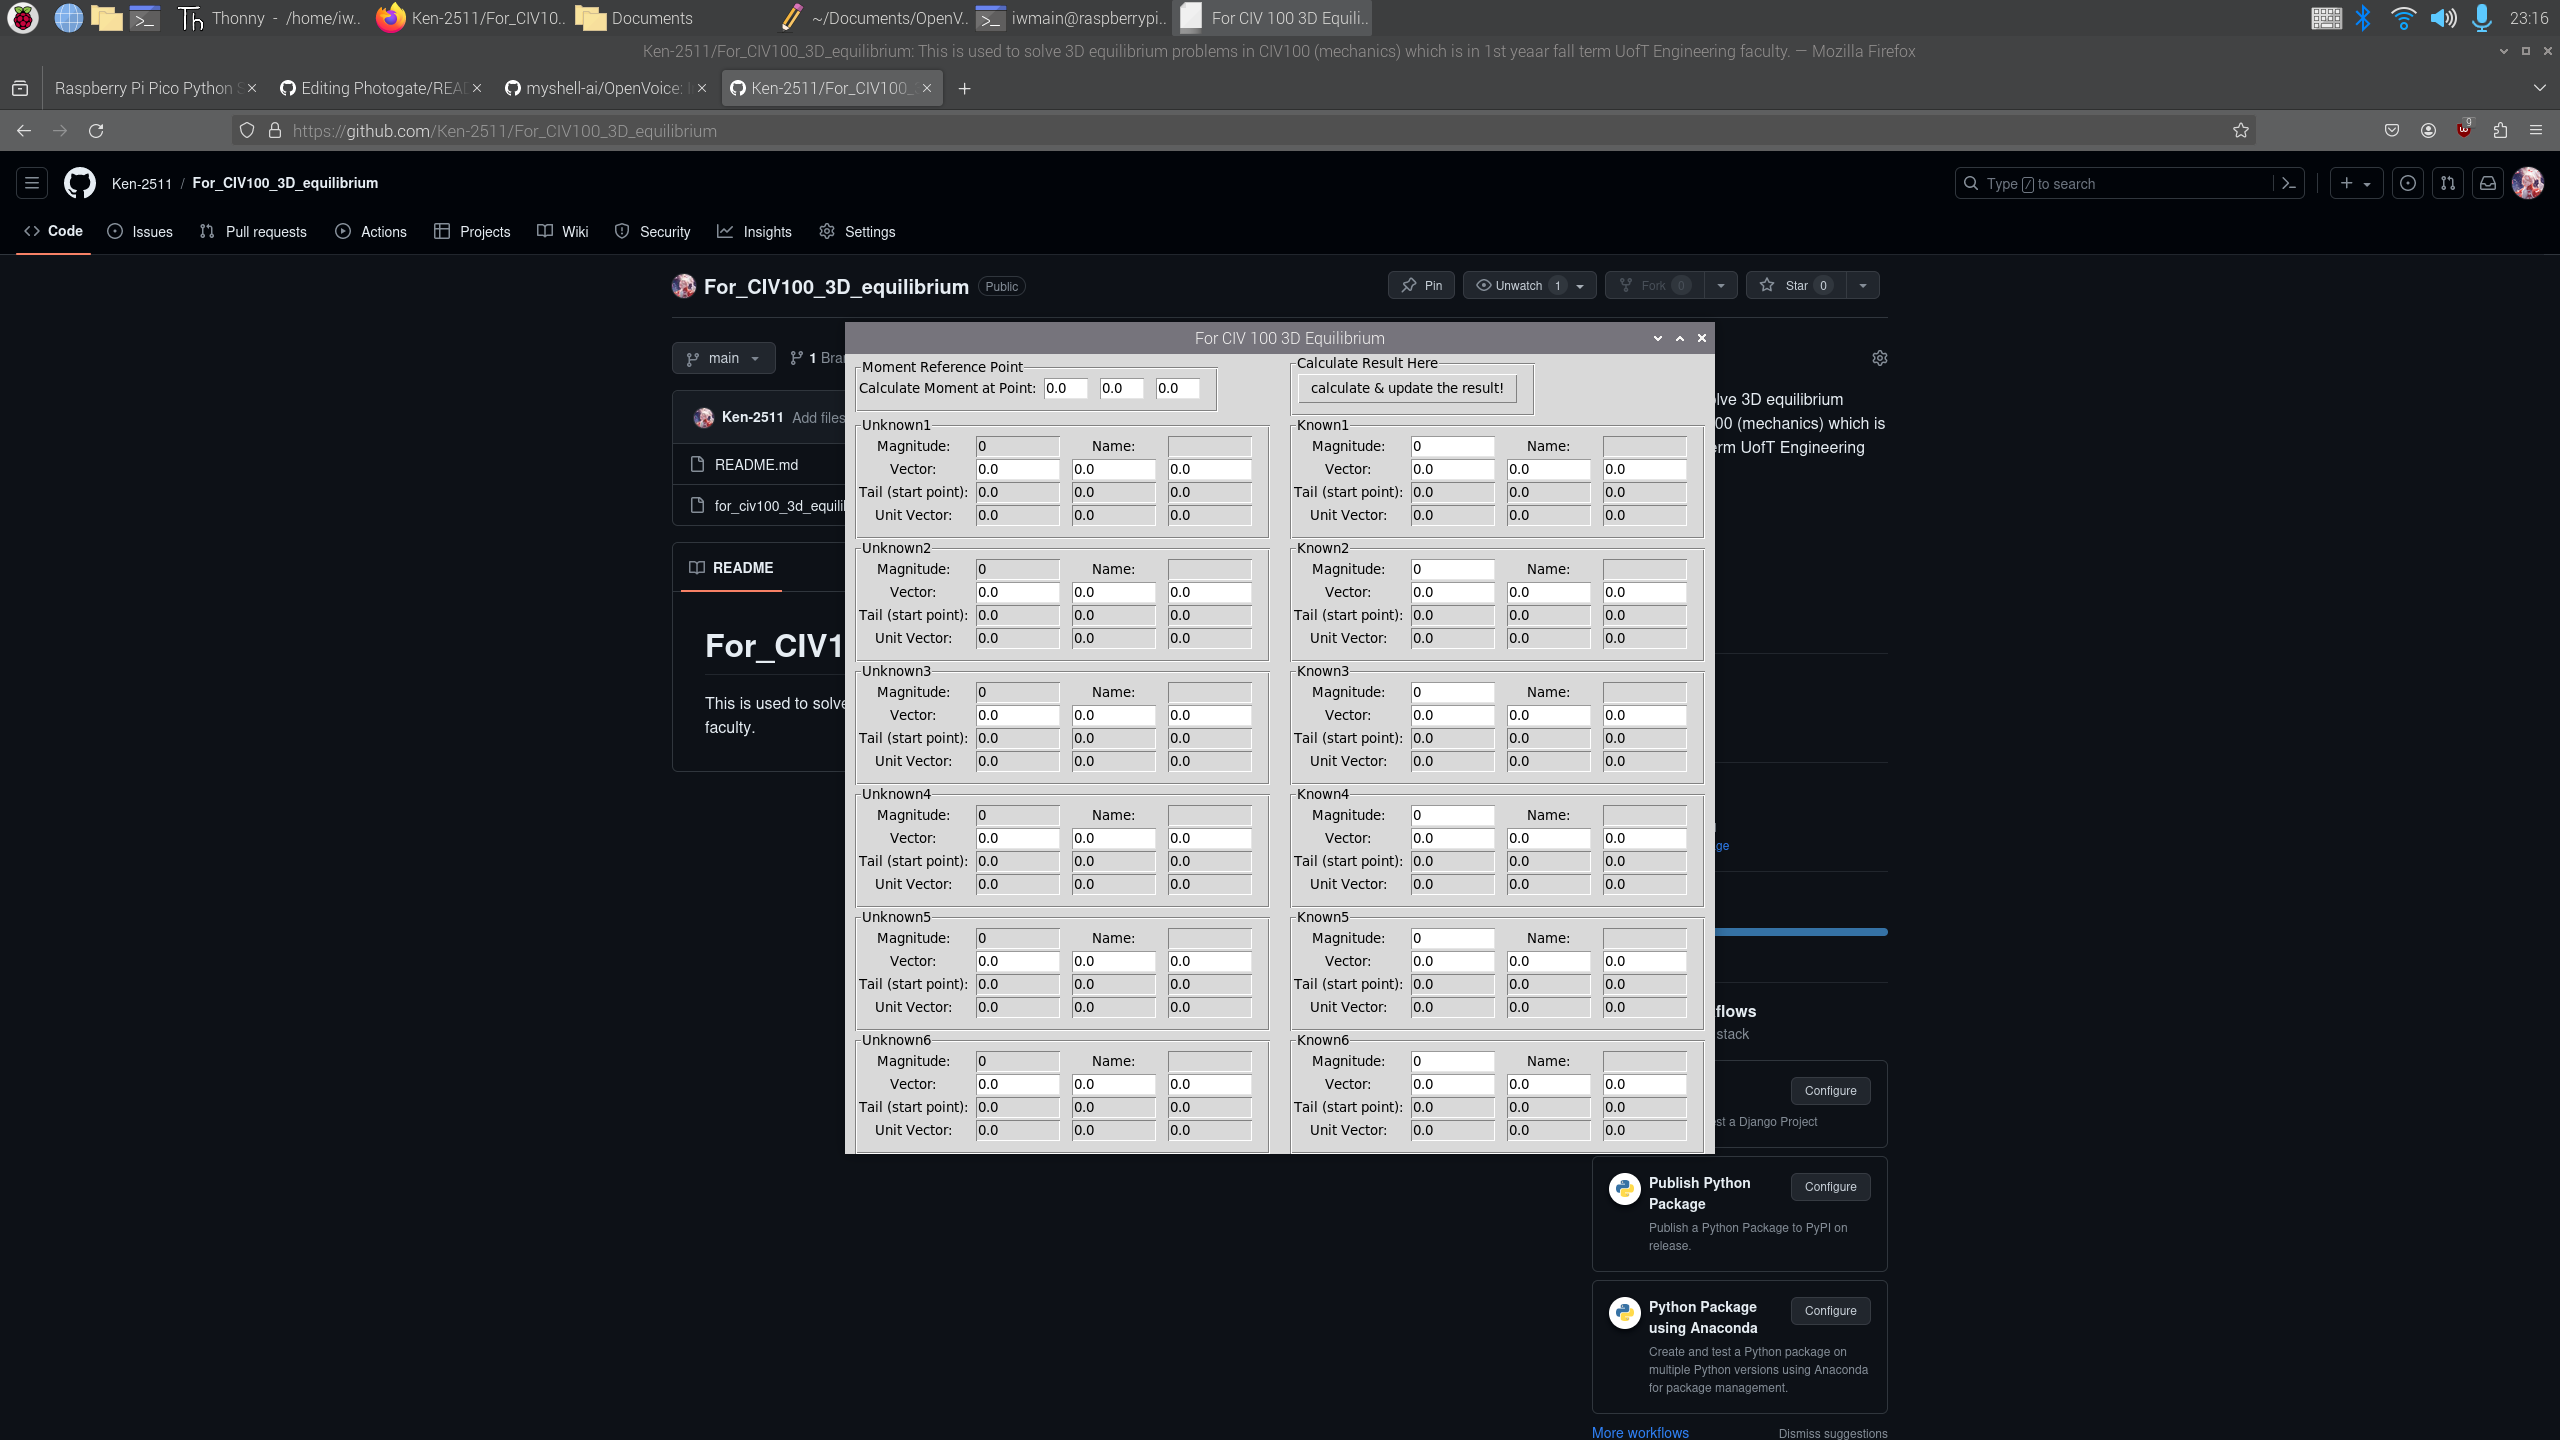 Thonny - /home/iw..
Ken-2511/For_CIV10..
Documents
~/Documents/OpenV..
iwmain@raspberrypi..
For CIV 100 3D Equili..
23:16
Ken-2511/For_CIV100_3D_equilibrium: This is used to solve 3D equilibrium problems in CIV100 (mechanics) which is in 1st yeaar fall term UofT Engineering faculty. — Mozilla Firefox
Raspberry Pi Pico Python S
Editing Photogate/REA
myshell-ai/OpenVoice:
Ken-2511/For_CIV100_
https://github.com/Ken-2511/For_CIV100_3D_equilibrium
9
Ken-2511 / For_CIV100_3D_equilibrium
Type / to search
Code
Issues
Pull requests
Actions
Projects
Wiki
Security
Insights
Settings
For_CIV100_3D_equilibrium
Public
Pin
Unwatch 1
Fork 0
Star 0
main
1 Bra
For CIV 100 3D Equilibrium
Ken-2511 Add files
README.md
for_civ100_3d_equili
README
For_CIV1
This is used to solve
faculty.
Moment Reference Point
Calculate Moment at Point: 0.0 0.0 0.0
Calculate Result Here
calculate & update the result!
Unknown1
Magnitude: 0 Name:
Vector: 0.0 0.0 0.0
Tail (start point): 0.0 0.0 0.0
Unit Vector: 0.0 0.0 0.0
Known1
Magnitude: 0 Name:
Vector: 0.0 0.0 0.0
Tail (start point): 0.0 0.0 0.0
Unit Vector: 0.0 0.0 0.0
Unknown2
Magnitude: 0 Name:
Vector: 0.0 0.0 0.0
Tail (start point): 0.0 0.0 0.0
Unit Vector: 0.0 0.0 0.0
Known2
Magnitude: 0 Name:
Vector: 0.0 0.0 0.0
Tail (start point): 0.0 0.0 0.0
Unit Vector: 0.0 0.0 0.0
Unknown3
Magnitude: 0 Name:
Vector: 0.0 0.0 0.0
Tail (start point): 0.0 0.0 0.0
Unit Vector: 0.0 0.0 0.0
Known3
Magnitude: 0 Name:
Vector: 0.0 0.0 0.0
Tail (start point): 0.0 0.0 0.0
Unit Vector: 0.0 0.0 0.0
Unknown4
Magnitude: 0 Name:
Vector: 0.0 0.0 0.0
Tail (start point): 0.0 0.0 0.0
Unit Vector: 0.0 0.0 0.0
Known4
Magnitude: 0 Name:
Vector: 0.0 0.0 0.0
Tail (start point): 0.0 0.0 0.0
Unit Vector: 0.0 0.0 0.0
Unknown5
Magnitude: 0 Name:
Vector: 0.0 0.0 0.0
Tail (start point): 0.0 0.0 0.0
Unit Vector: 0.0 0.0 0.0
Known5
Magnitude: 0 Name:
Vector: 0.0 0.0 0.0
Tail (start point): 0.0 0.0 0.0
Unit Vector: 0.0 0.0 0.0
Unknown6
Magnitude: 0 Name:
Vector: 0.0 0.0 0.0
Tail (start point): 0.0 0.0 0.0
Unit Vector: 0.0 0.0 0.0
Known6
Magnitude: 0 Name:
Vector: 0.0 0.0 0.0
Tail (start point): 0.0 0.0 0.0
Unit Vector: 0.0 0.0 0.0
lve 3D equilibrium
00 (mechanics) which is
rm UofT Engineering
ge
flows
stack
Configure
st a Django Project
Publish Python
Package
Configure
Publish a Python Package to PyPI on
release.
Python Package
using Anaconda
Configure
Create and test a Python package on
multiple Python versions using Anaconda
for package management.
More workflows
Dismiss suggestions